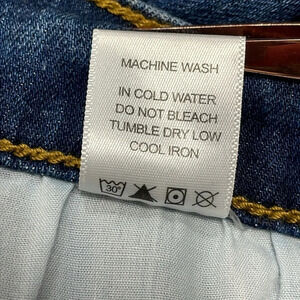 MACHINE WASH
IN COLD WATER
DO NOT BLEACH
TUMBLE DRY LOW
COOL IRON
30°